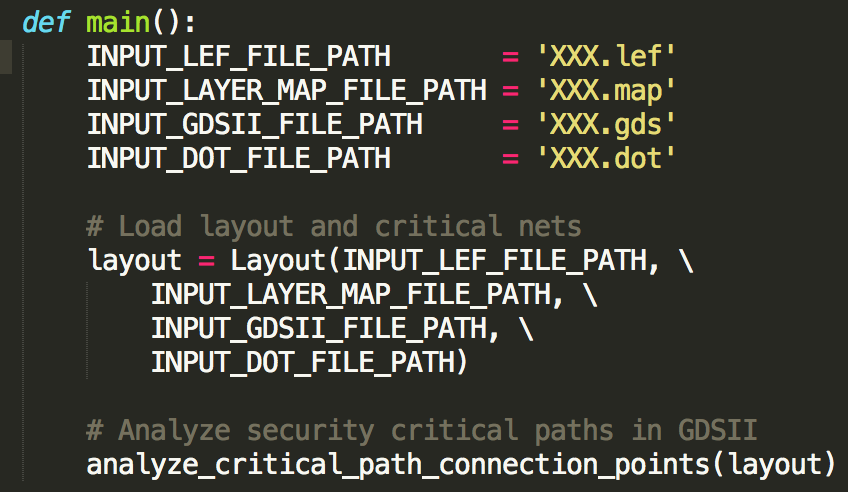 def main():
    INPUT_LEF_FILE_PATH       = 'XXX.lef'
    INPUT_LAYER_MAP_FILE_PATH = 'XXX.map'
    INPUT_GDSII_FILE_PATH     = 'XXX.gds'
    INPUT_DOT_FILE_PATH       = 'XXX.dot'

    # Load layout and critical nets
    layout = Layout(INPUT_LEF_FILE_PATH, \
        INPUT_LAYER_MAP_FILE_PATH, \
        INPUT_GDSII_FILE_PATH, \
        INPUT_DOT_FILE_PATH)

    # Analyze security critical paths in GDSII
    analyze_critical_path_connection_points(layout)